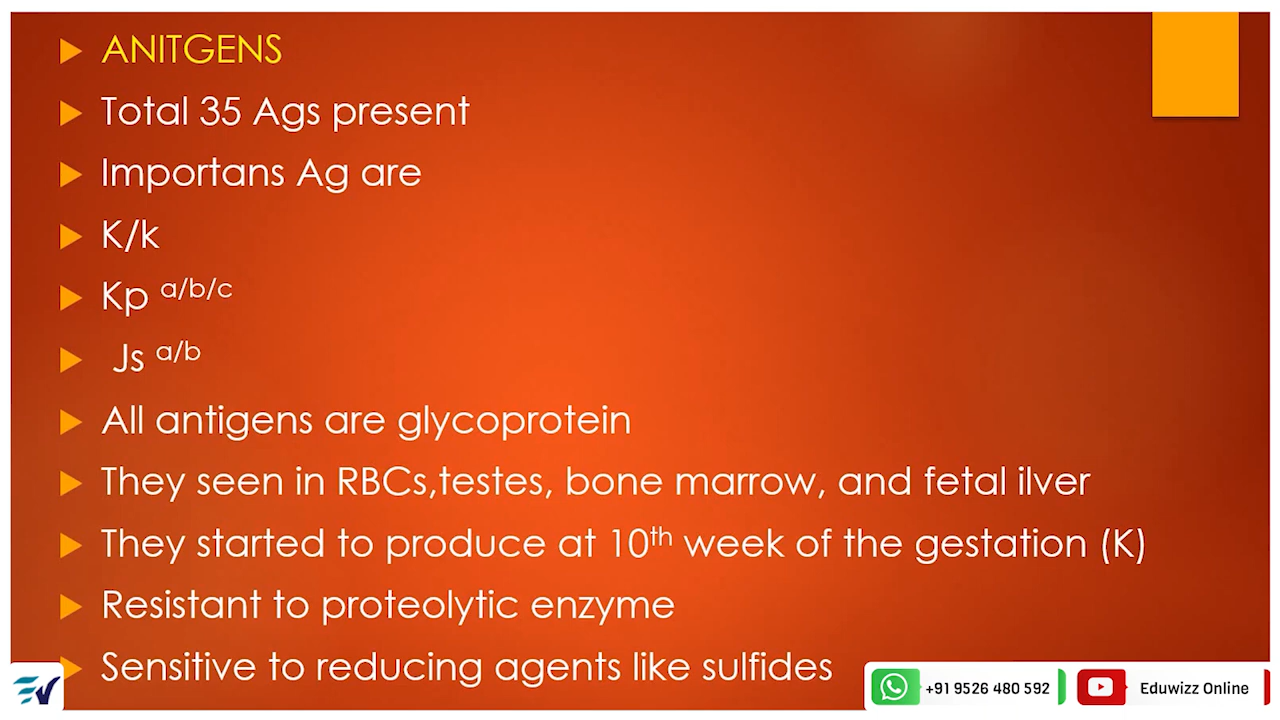 ANITGENS
Total 35 Ags present
Importans Ag are
K/k
Kp a/b/c
Js a/b
All antigens are glycoprotein
They seen in RBCs,testes, bone marrow, and fetal ilver
They started to produce at 10th week of the gestation (K)
Resistant to proteolytic enzyme
Sensitive to reducing agents like sulfides
+91 9526 480 592
Eduwizz Online